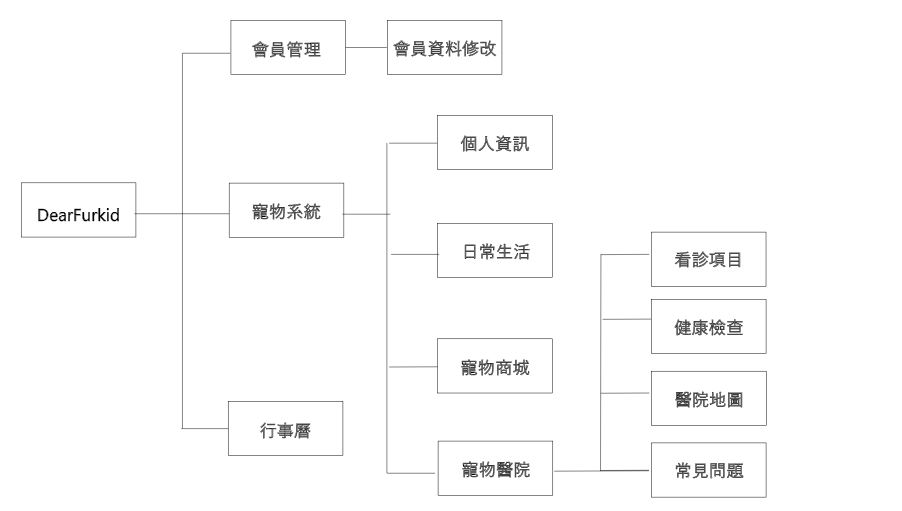 會員管理
會員資料修改
個人資訊
DearFurkid
寵物系統
日常生活
看診項目
健康檢查
寵物商城
醫院地圖
行事曆
寵物醫院
常見問題